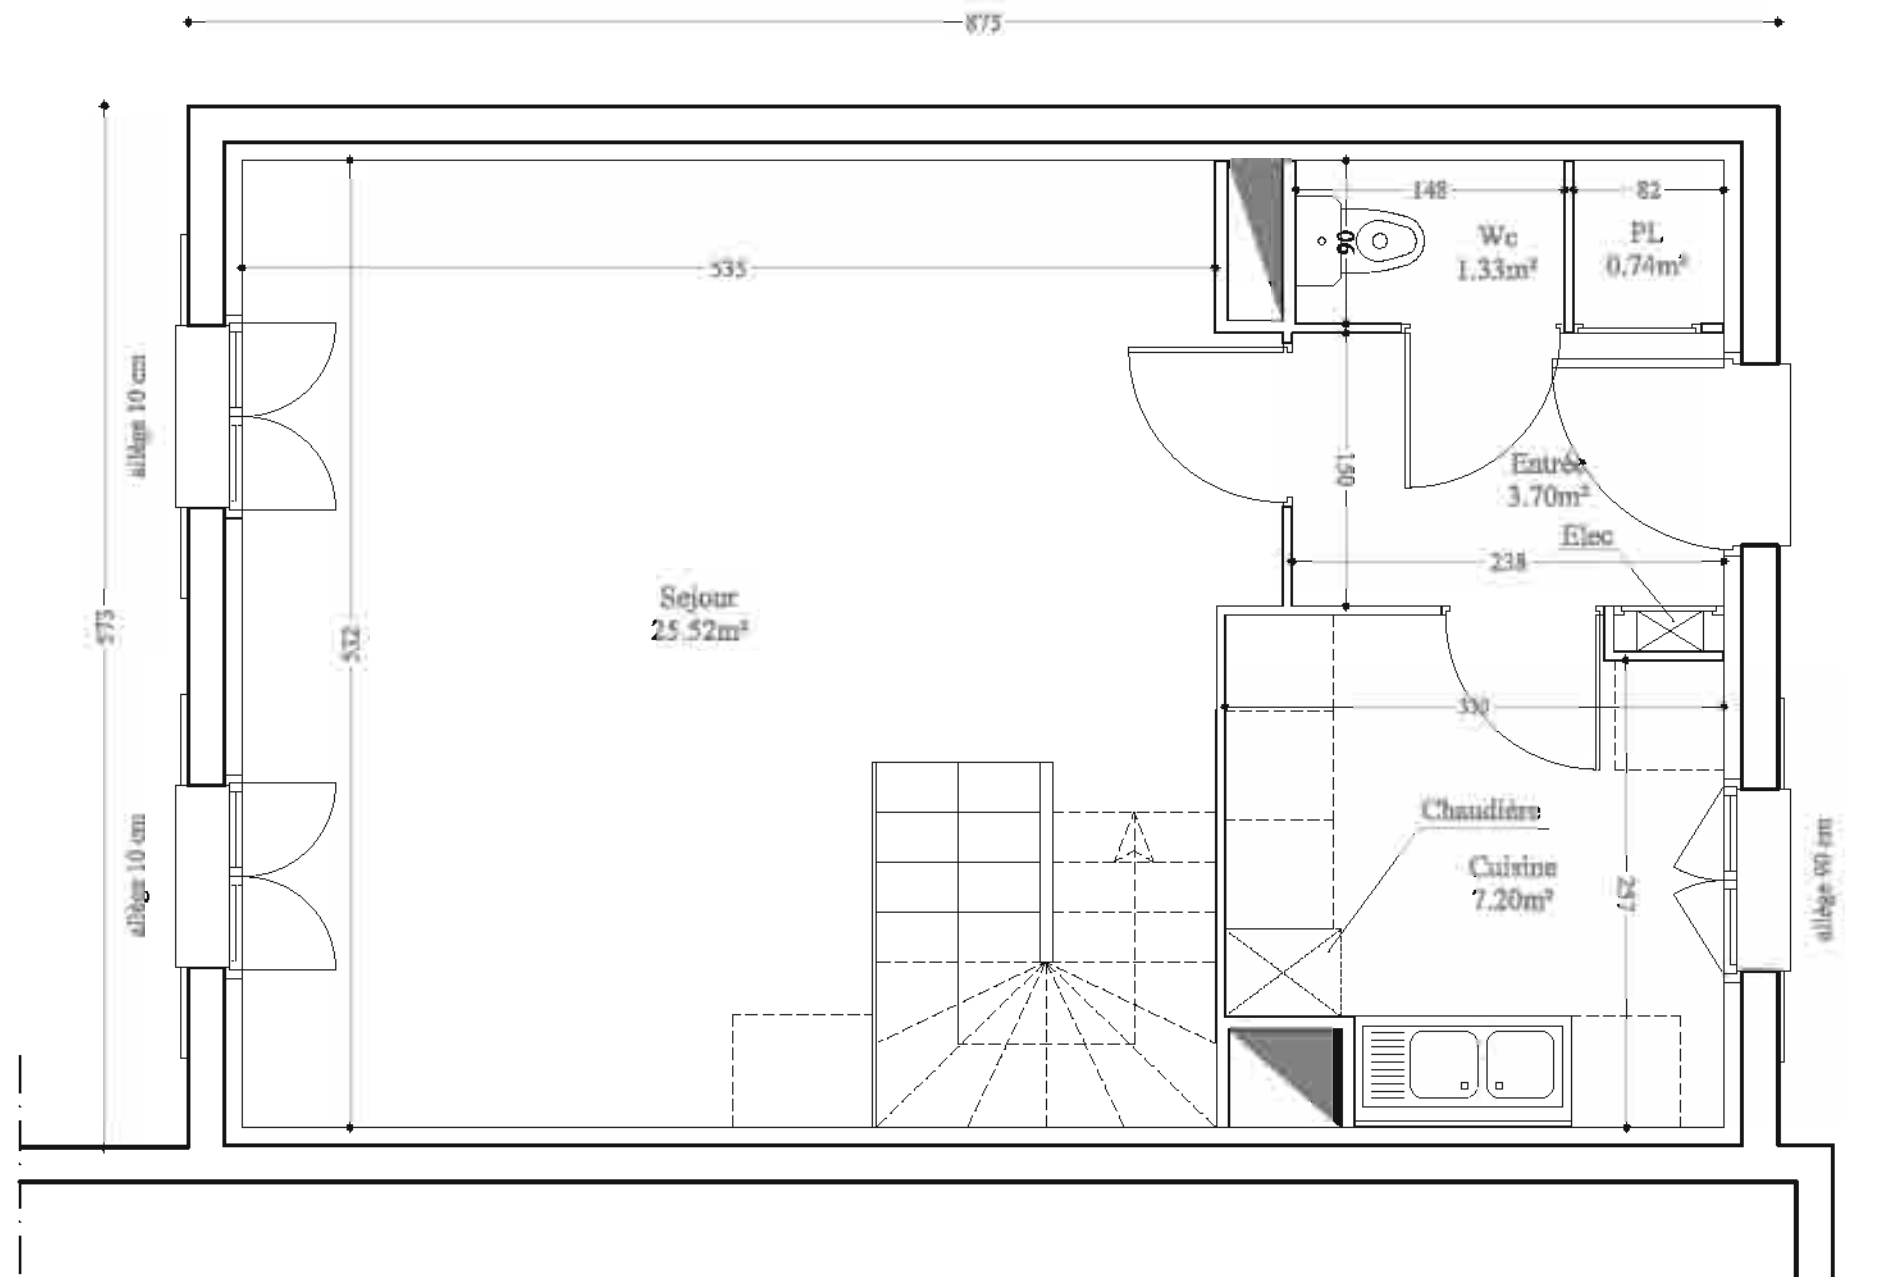 875
148
82
90
Wc
1.33m²
PL
0.74m²
535
allège 10 cm
150
Entrée
3.70m²
Elec
238
573
532
Sejour
25.52m²
330
Chaudière
Cuisine
7.20m²
257
allège 10 cm
allège 90 cm